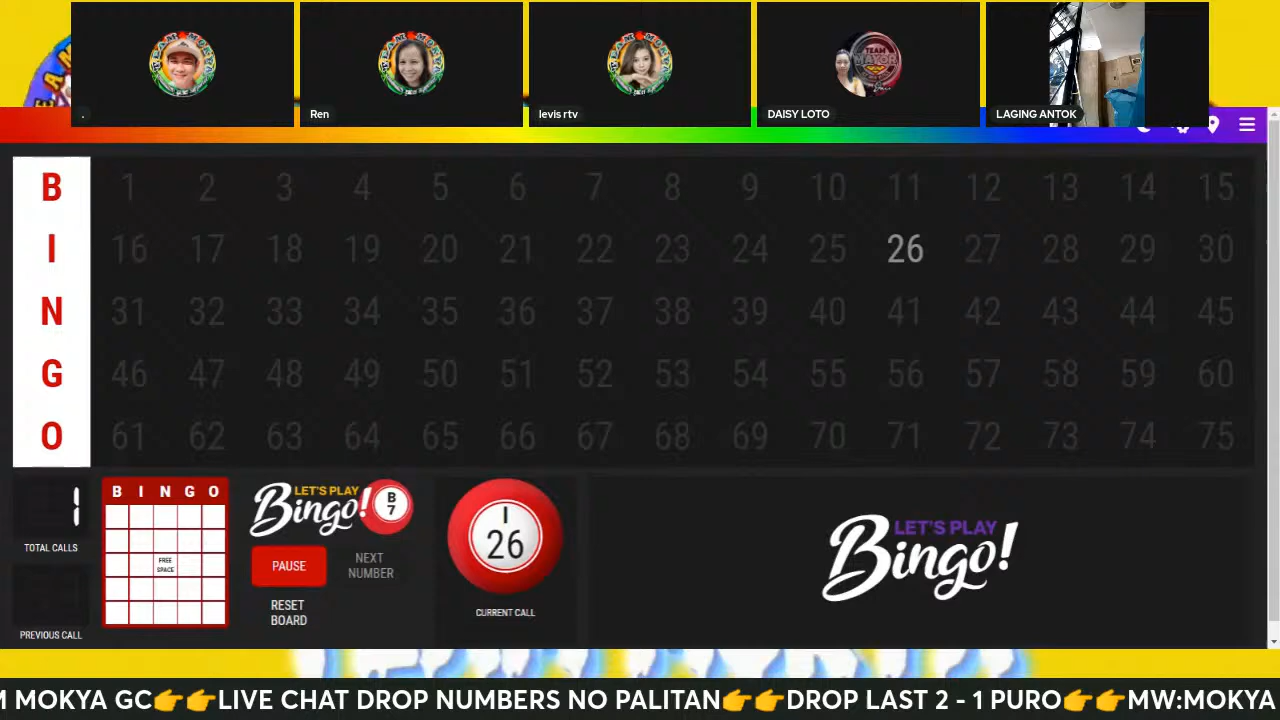 .
Ren
levis rtv
DAISY LOTO
LAGING ANTOK
B 1 2 3 4 5 6 7 8 9 10 11 12 13 14 15
I 16 17 18 19 20 21 22 23 24 25 26 27 28 29 30
N 31 32 33 34 35 36 37 38 39 40 41 42 43 44 45
G 46 47 48 49 50 51 52 53 54 55 56 57 58 59 60
O 61 62 63 64 65 66 67 68 69 70 71 72 73 74 75
1
TOTAL CALLS
PREVIOUS CALL
B I N G O
FREE
SPACE
LET'S PLAY
Bingo!
B
7
PAUSE
NEXT
NUMBER
RESET
BOARD
I
26
CURRENT CALL
LET'S PLAY
Bingo!
M MOKYA GC👉👉LIVE CHAT DROP NUMBERS NO PALITAN👉👉DROP LAST 2 - 1 PURO👉👉MW:MOKYA